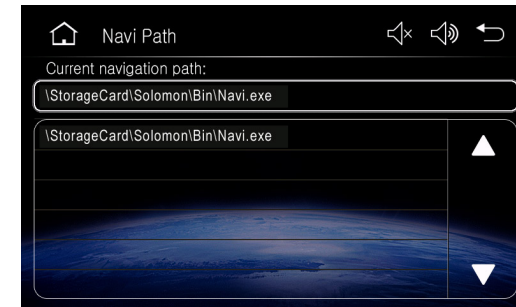 Navi Path
Current navigation path:
\StorageCard\Solomon\Bin\Navi.exe
\StorageCard\Solomon\Bin\Navi.exe